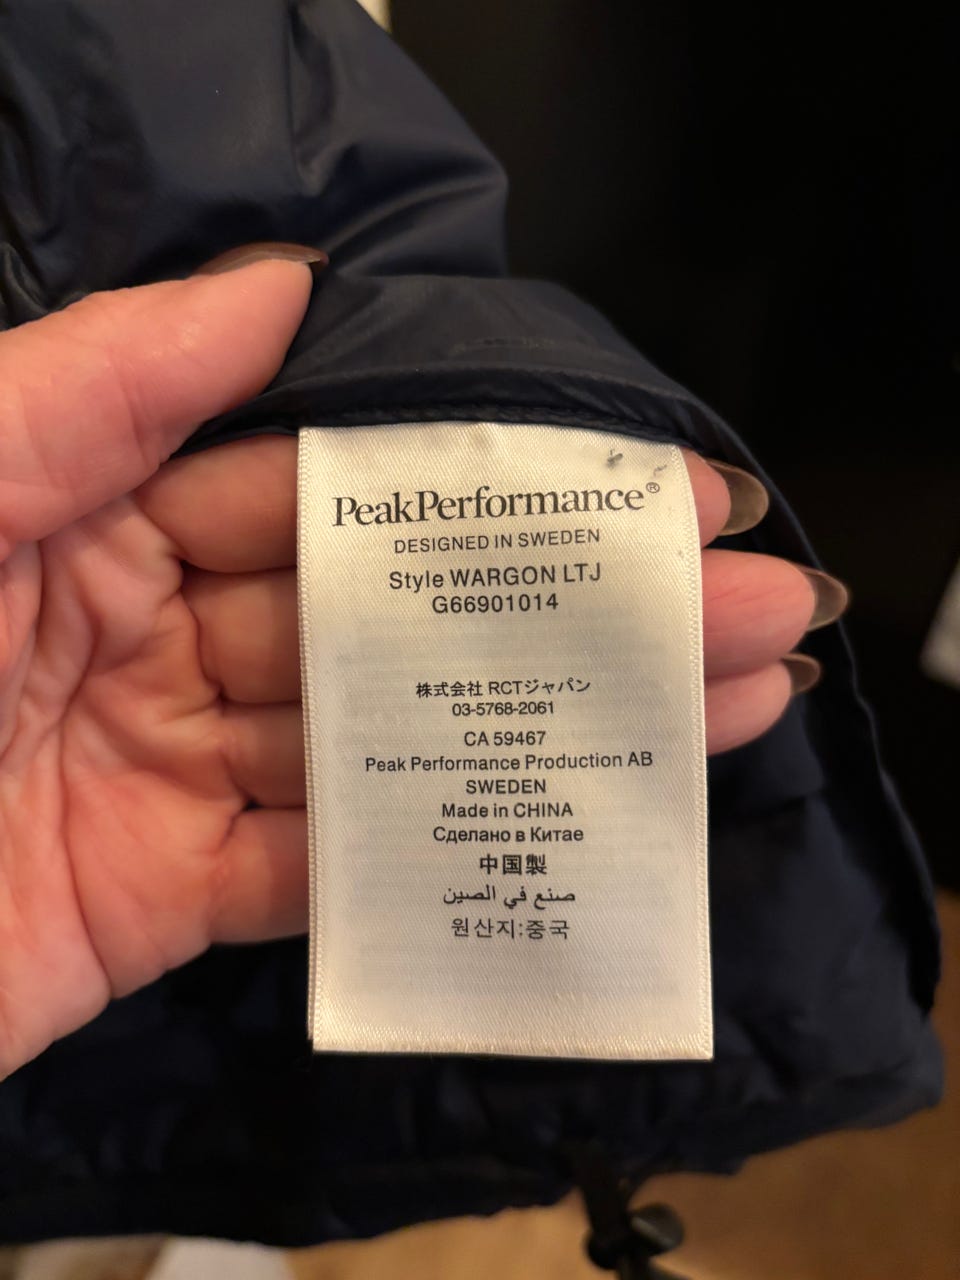 PeakPerformance®
DESIGNED IN SWEDEN
Style WARGON LTJ
G66901014
株式会社 RCTジャパン
03-5768-2061
CA 59467
Peak Performance Production AB
SWEDEN
Made in CHINA
Сделано в Китае
中国製
صنع في الصين
원산지:중국